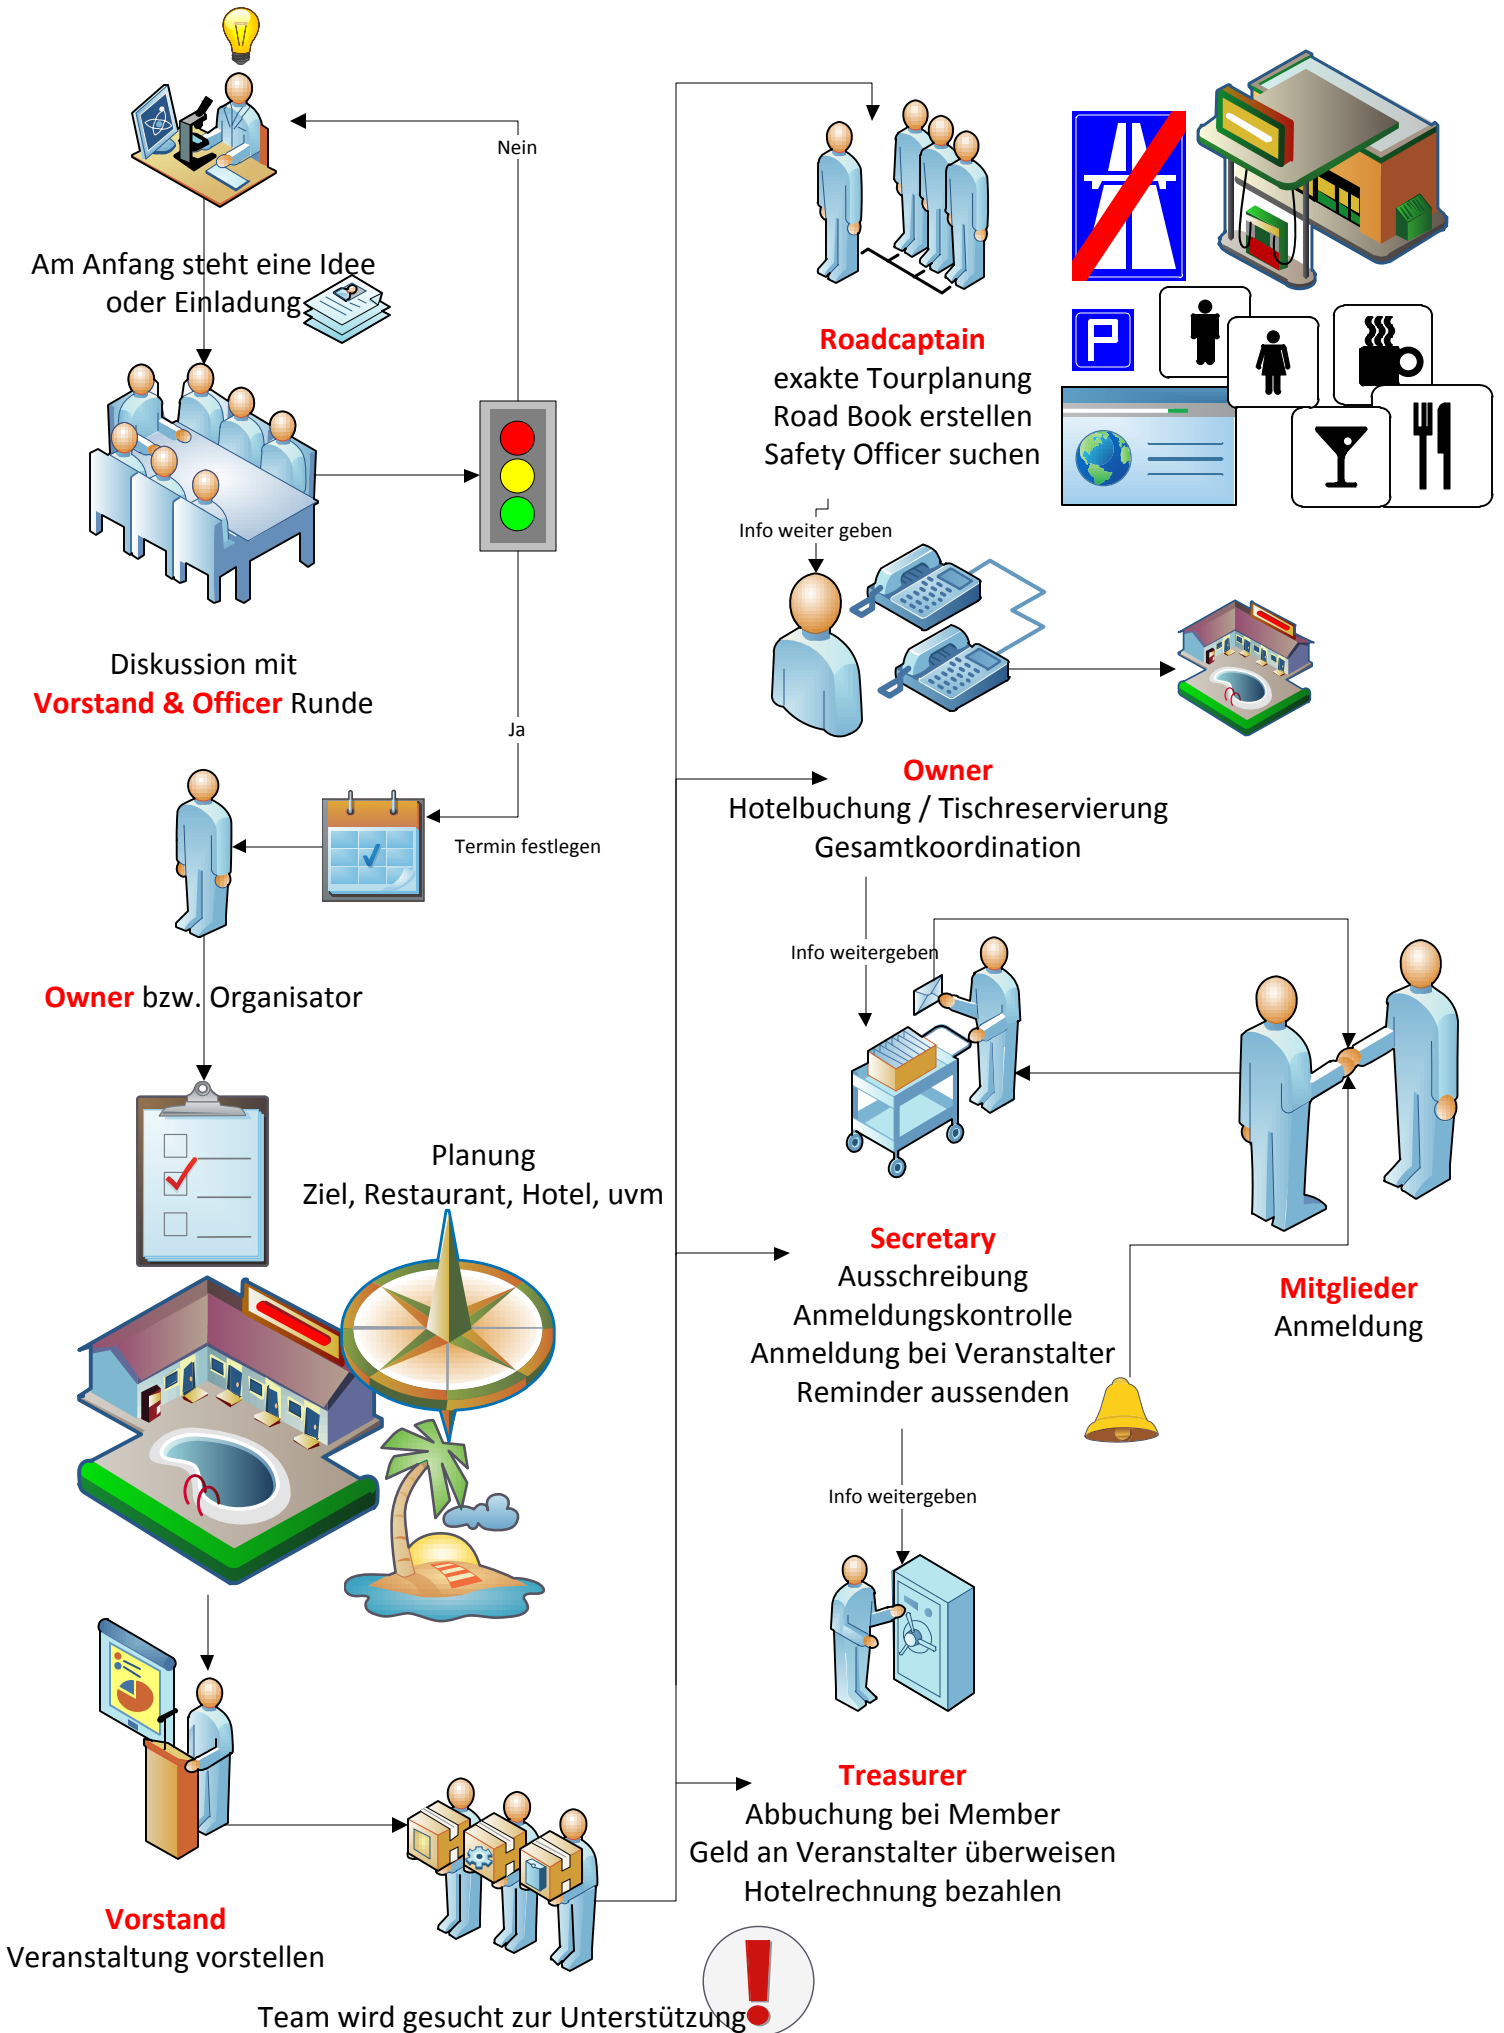 Nein
Am Anfang steht eine Idee
oder Einladung
Diskussion mit
Vorstand & Officer Runde
Ja
Termin festlegen
Owner bzw. Organisator
Planung
Ziel, Restaurant, Hotel, uvm
Vorstand
Veranstaltung vorstellen
Team wird gesucht zur Unterstützung
Roadcaptain
exakte Tourplanung
Road Book erstellen
Safety Officer suchen
P
Info weiter geben
Owner
Hotelbuchung / Tischreservierung
Gesamtkoordination
Info weitergeben
Secretary
Ausschreibung
Anmeldungskontrolle
Anmeldung bei Veranstalter
Reminder aussenden
Mitglieder
Anmeldung
Info weitergeben
Treasurer
Abbuchung bei Member
Geld an Veranstalter überweisen
Hotelrechnung bezahlen